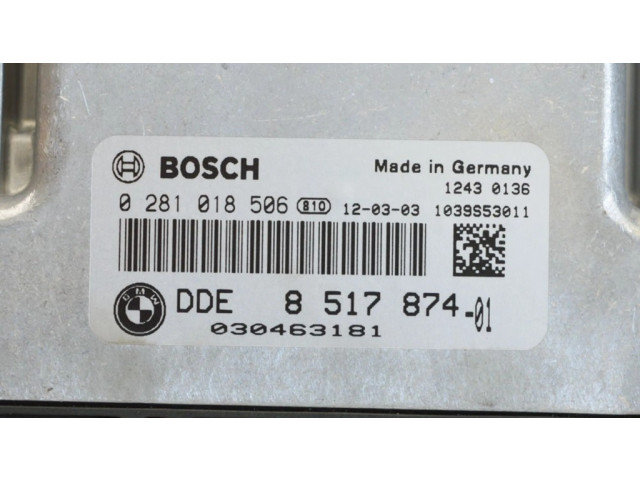 BOSCH Made in Germany
1243 0136
0 281 018 506 810 12-03-03 1039S53011
BMW DDE 8 517 874-01
030463181